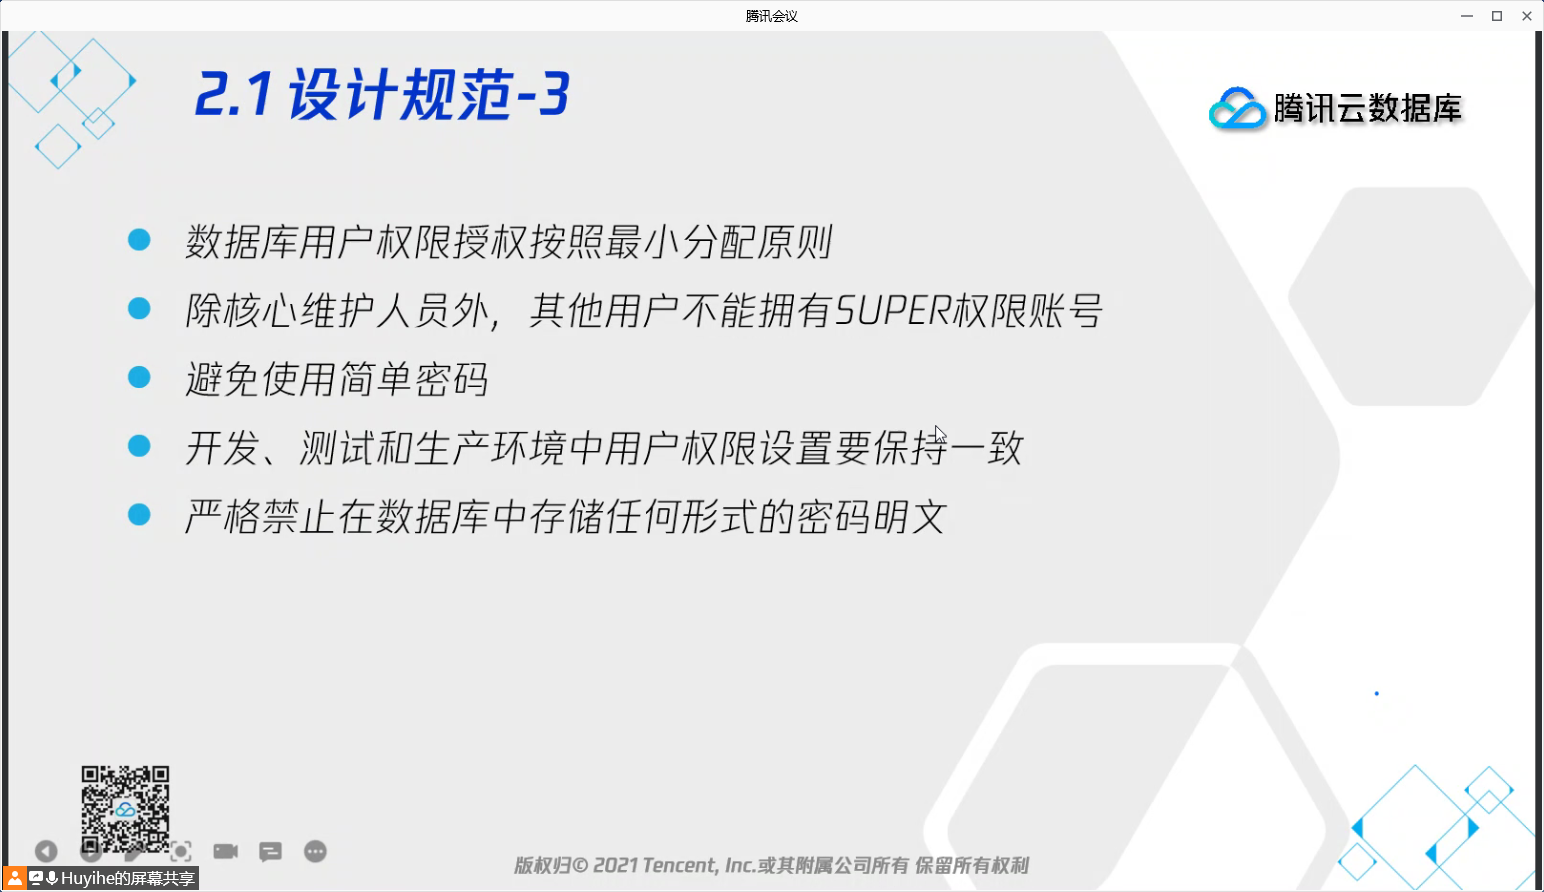 腾讯会议
2.1 设计规范-3
腾讯云数据库
数据库用户权限授权按照最小分配原则
除核心维护人员外，其他用户不能拥有SUPER权限账号
避免使用简单密码
开发、测试和生产环境中用户权限设置要保持一致
严格禁止在数据库中存储任何形式的密码明文
版权归© 2021 Tencent, Inc.或其附属公司所有 保留所有权利
Huyihe的屏幕共享